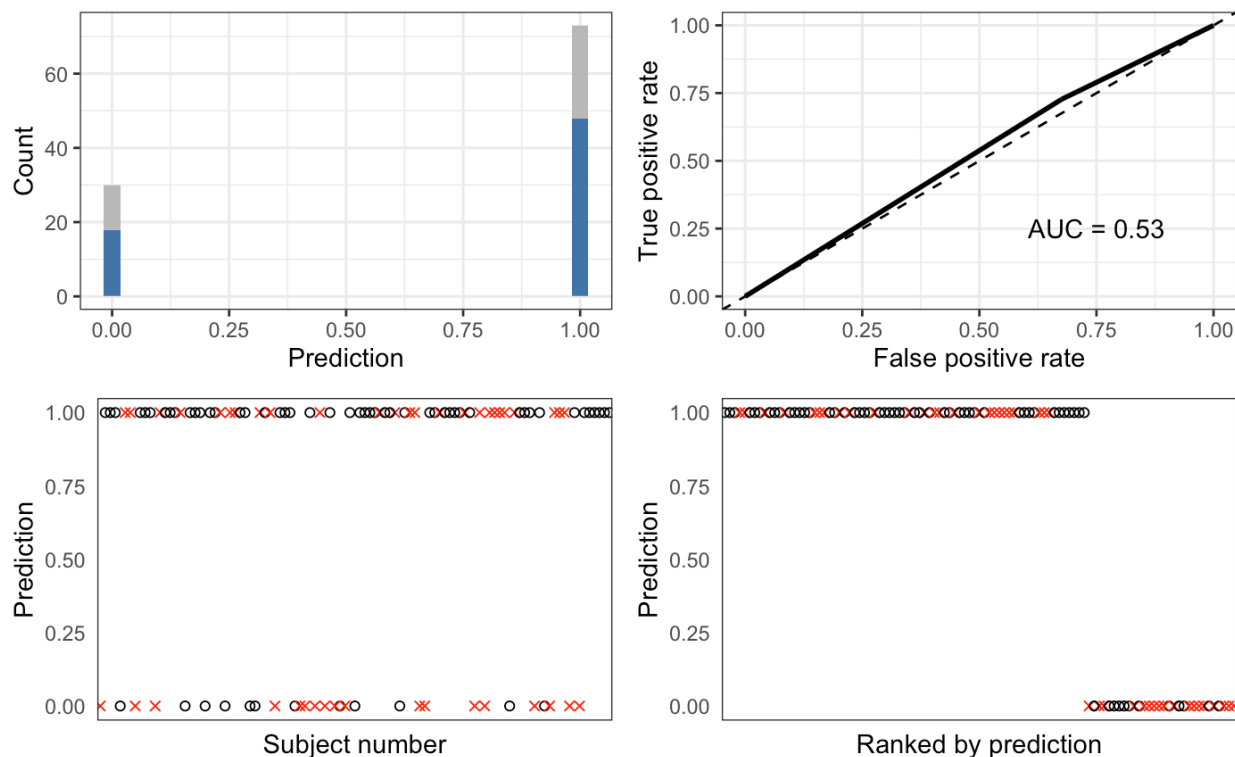 60
40
20
0
Count
0.00 0.25 0.50 0.75 1.00
Prediction
1.00
0.75
0.50
0.25
0.00
True positive rate
AUC = 0.53
0.00 0.25 0.50 0.75 1.00
False positive rate
1.00
0.75
0.50
0.25
0.00
Prediction
Subject number
1.00
0.75
0.50
0.25
0.00
Prediction
Ranked by prediction